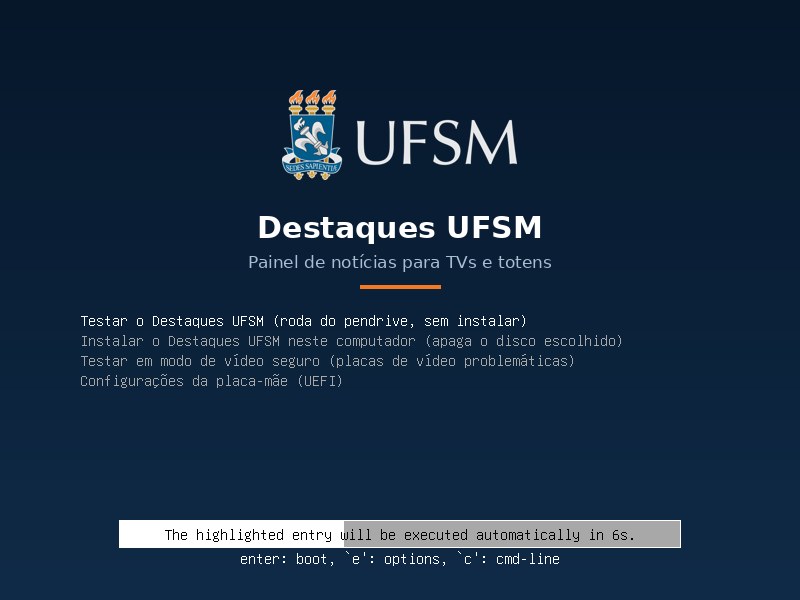 SEDES SAPIENTIAE
UFSM
Destaques UFSM
Painel de notícias para TVs e totens
Testar o Destaques UFSM (roda do pendrive, sem instalar)
Instalar o Destaques UFSM neste computador (apaga o disco escolhido)
Testar em modo de vídeo seguro (placas de vídeo problemáticas)
Configurações da placa-mãe (UEFI)
The highlighted entry will be executed automatically in 6s.
enter: boot, `e': options, `c': cmd-line